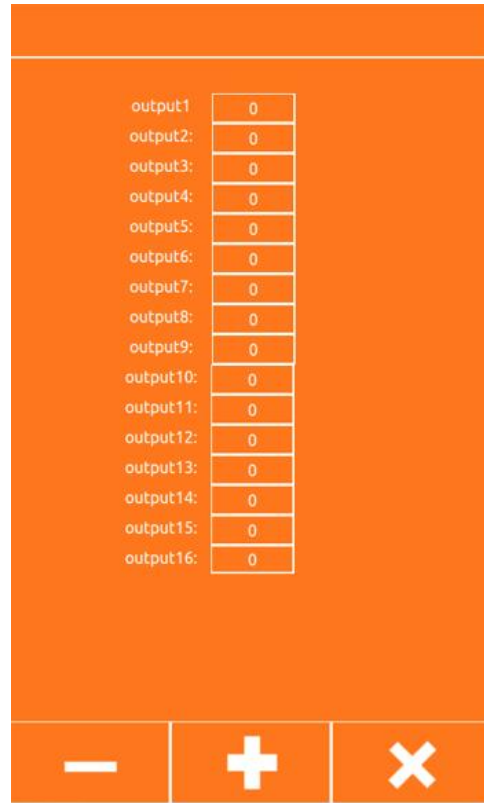 output1 0
output2: 0
output3: 0
output4: 0
output5: 0
output6: 0
output7: 0
output8: 0
output9: 0
output10: 0
output11: 0
output12: 0
output13: 0
output14: 0
output15: 0
output16: 0